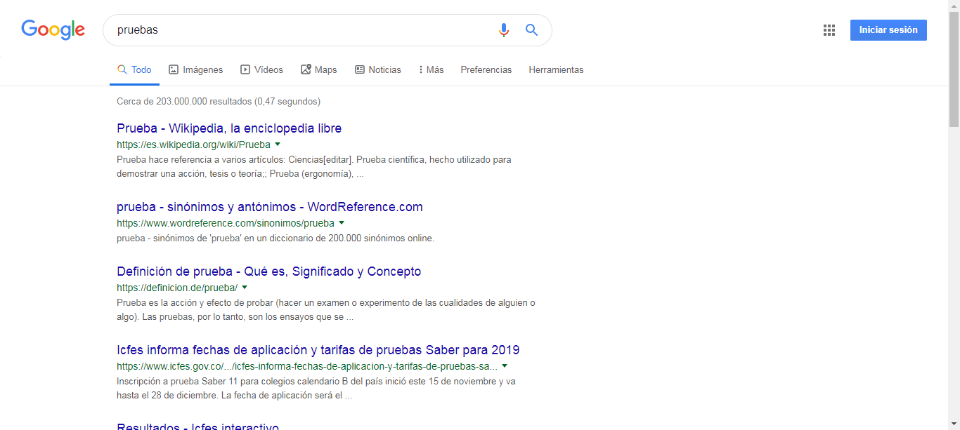 Google
pruebas
Iniciar sesión
Todo Imágenes Vídeos Maps Noticias Más Preferencias Herramientas
Cerca de 203.000.000 resultados (0,47 segundos)
Prueba - Wikipedia, la enciclopedia libre
https://es.wikipedia.org/wiki/Prueba
Prueba hace referencia a varios artículos: Ciencias[editar]. Prueba científica, hecho utilizado para
demostrar una acción, tesis o teoría;; Prueba (ergonomía), ...
prueba - sinónimos y antónimos - WordReference.com
https://www.wordreference.com/sinonimos/prueba
prueba - sinónimos de 'prueba' en un diccionario de 200.000 sinónimos online.
Definición de prueba - Qué es, Significado y Concepto
https://definicion.de/prueba/
Prueba es la acción y efecto de probar (hacer un examen o experimento de las cualidades de alguien o
algo). Las pruebas, por lo tanto, son los ensayos que se ...
Icfes informa fechas de aplicación y tarifas de pruebas Saber para 2019
https://www.icfes.gov.co/.../icfes-informa-fechas-de-aplicacion-y-tarifas-de-pruebas-sa...
Inscripción a prueba Saber 11 para colegios calendario B del país inició este 15 de noviembre y va
hasta el 28 de diciembre. La fecha de aplicación será el ...
Resultados - Icfes interactivo